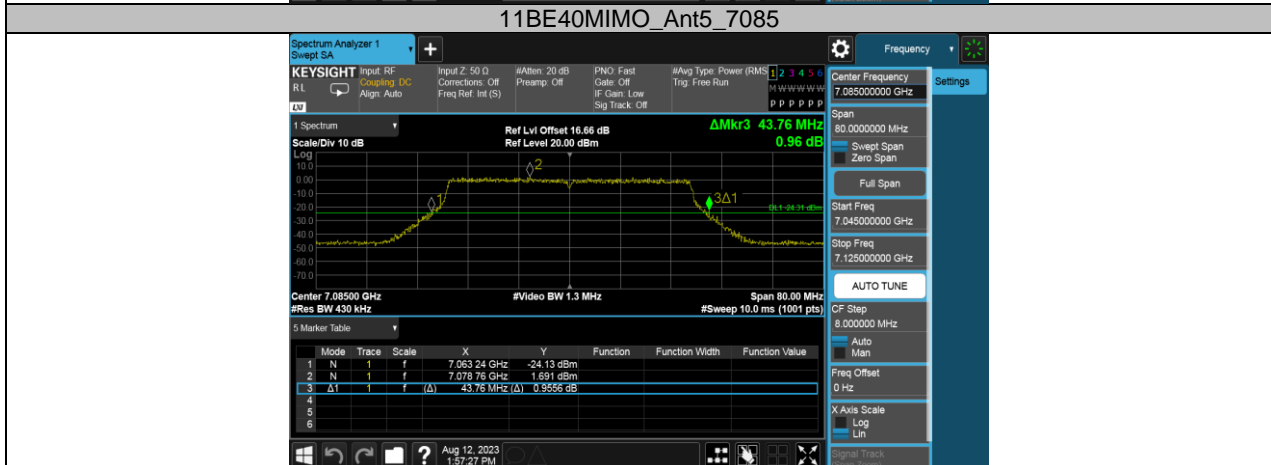 11BE40MIMO_Ant5_7085
Spectrum Analyzer 1
Swept SA
Frequency
KEYSIGHT
Input: RF
Input Z: 50 Ω
#Atten: 20 dB
PNO: Fast
#Avg Type: Power (RMS
1 2 3 4 5 6
R L
Coupling: DC
Corrections: Off
Preamp: Off
Gate: Off
Trig: Free Run
M W W W W W
Align: Auto
Freq Ref: Int (S)
IF Gain: Low
Sig Track: Off
P P P P P P
LXI
Center Frequency
7.085000000 GHz
Settings
Span
80.0000000 MHz
Swept Span
Zero Span
Full Span
Start Freq
7.045000000 GHz
Stop Freq
7.125000000 GHz
AUTO TUNE
CF Step
8.000000 MHz
Auto
Man
Freq Offset
0 Hz
X Axis Scale
Log
Lin
Signal Track
1 Spectrum
Ref Lvl Offset 16.66 dB
ΔMkr3 43.76 MHz
Scale/Div 10 dB
Ref Level 20.00 dBm
0.96 dB
Log
10.0
0.00
-10.0
-30.0
-40.0
-50.0
-60.0
-70.0
1
2
3Δ1
DL1 -24.31 dBm
Center 7.08500 GHz
#Video BW 1.3 MHz
Span 80.00 MHz
#Res BW 430 kHz
#Sweep 10.0 ms (1001 pts)
5 Marker Table
Mode Trace Scale X Y Function Function Width Function Value
1 N 1 f 7.063 24 GHz -24.13 dBm
2 N 1 f 7.078 76 GHz 1.691 dBm
3 Δ1 1 f (Δ) 43.76 MHz (Δ) 0.9556 dB
4
5
6
?
Aug 12, 2023
1:57:27 PM